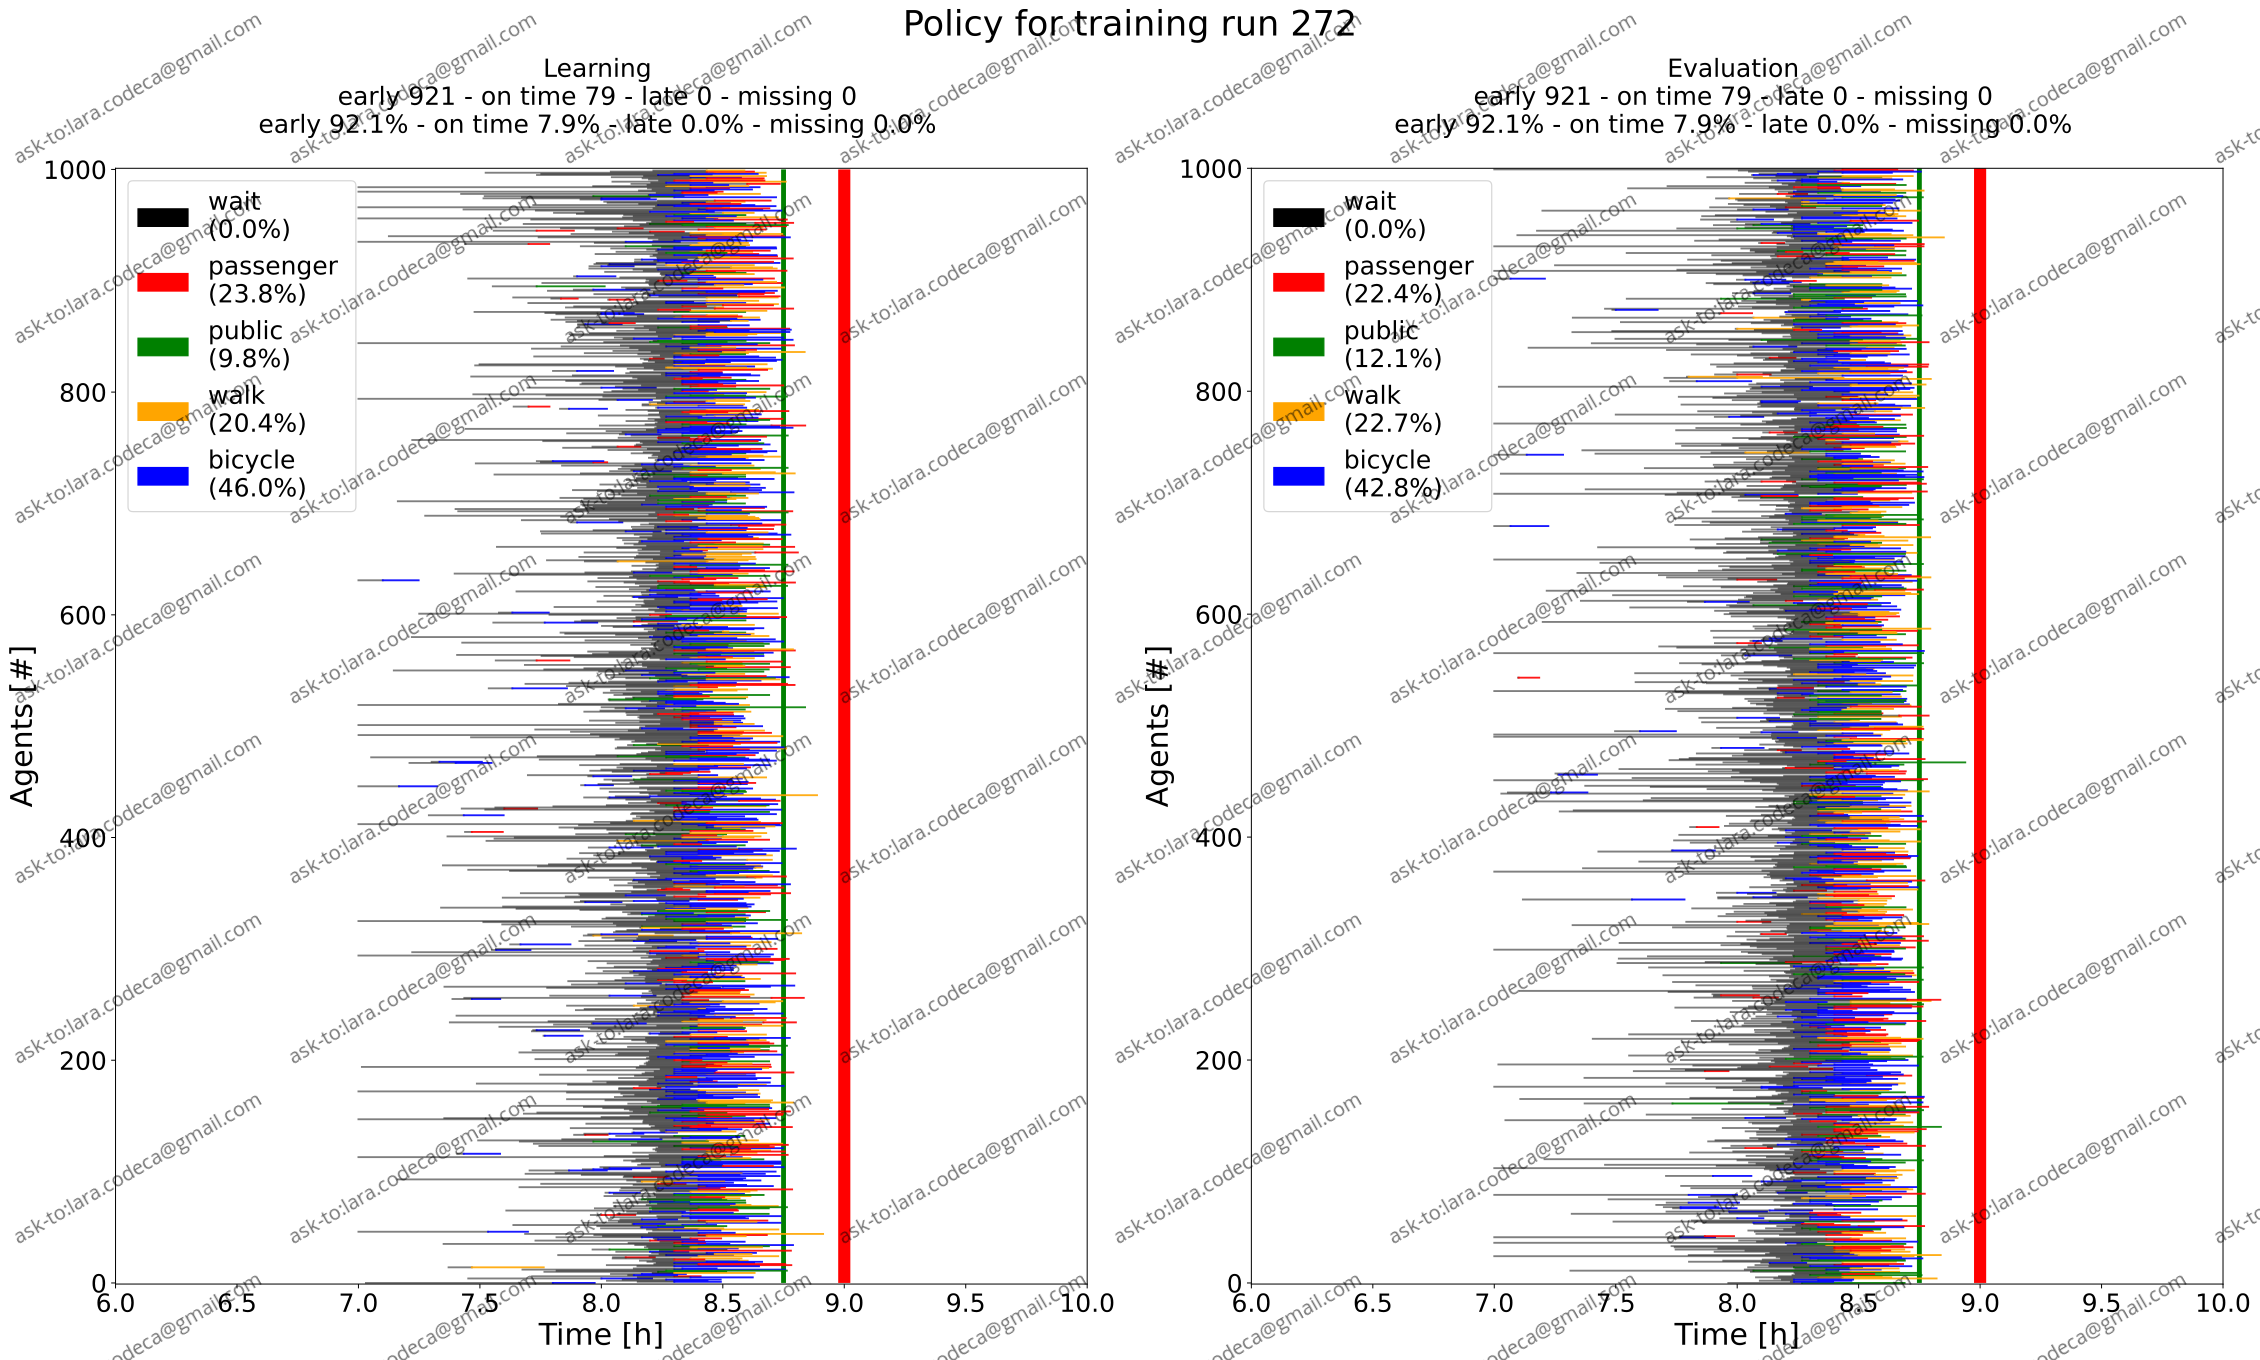 Policy for training run 272
Learning
early 921 - on time 79 - late 0 - missing 0
early 92.1% - on time 7.9% - late 0.0% - missing 0.0%
1000
800
600
400
200
0
Agents [#]
wait
(0.0%)
passenger
(23.8%)
public
(9.8%)
walk
(20.4%)
bicycle
(46.0%)
6.0 6.5 7.0 7.5 8.0 8.5 9.0 9.5 10.0
Time [h]
Evaluation
early 921 - on time 79 - late 0 - missing 0
early 92.1% - on time 7.9% - late 0.0% - missing 0.0%
1000
800
600
400
200
0
Agents [#]
wait
(0.0%)
passenger
(22.4%)
public
(12.1%)
walk
(22.7%)
bicycle
(42.8%)
6.0 6.5 7.0 7.5 8.0 8.5 9.0 9.5 10.0
Time [h]
ask-to:lara.codeca@gmail.com